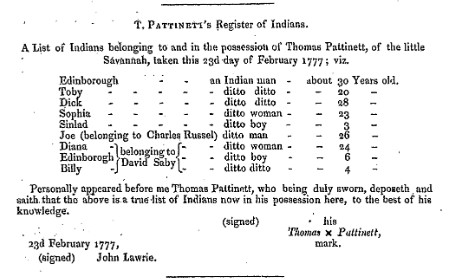 T. PATTINETT's Register of Indians.
A List of Indians belonging to and in the possession of Thomas Pattinett, of the little
Savannah, taken this 23d day of February 1777; viz.
Edinborough - - an Indian man - about 30 Years old.
Toby - - - - ditto ditto - - 20 -
Dick - - - - ditto ditto - - 28 -
Sophia - - - - ditto woman - - 23 -
Sinlad - - - - ditto boy - - 3 -
Joe (belonging to Charles Russel) ditto man - - 26 -
Diana - } belonging to { - ditto woman - - 24 -
Edinborogh } David Saby { - ditto boy - - 6 -
Billy - } { - ditto ditto - - 4 -
Personally appeared before me Thomas Pattinett, who being duly sworn, deposeth and
saith that the above is a true list of Indians now in his possession here, to the best of his
knowledge.
(signed) his
Thomas × Pattinett,
23d February 1777, mark.
(signed) John Lawrie.